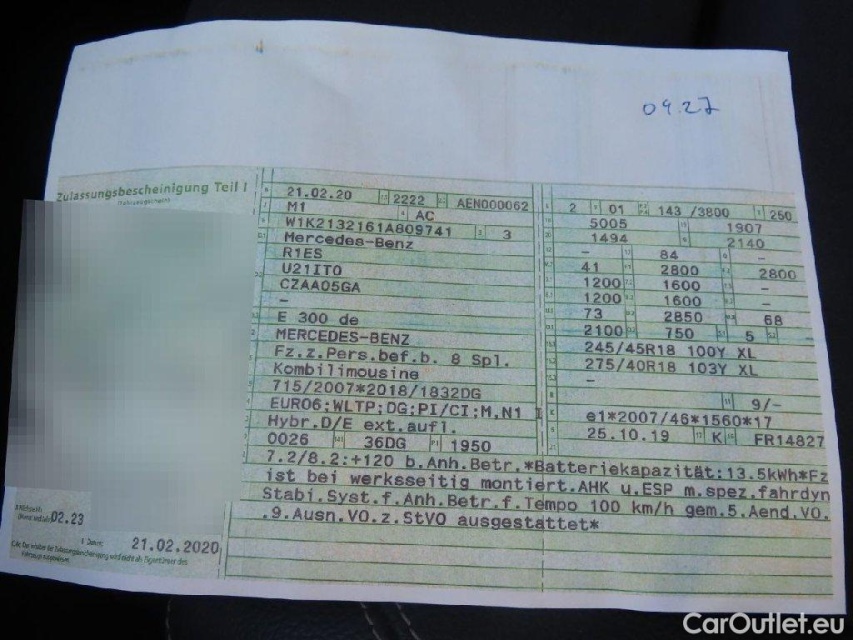 09.27
Zulassungsbescheinigung Teil I
21.02.20 2222 AEN000062
M1 AC
W1K2132161A809741 3
Mercedes-Benz
R1ES
U21IT0
CZAA05GA
–
E 300 de
MERCEDES-BENZ
Fz.z.Pers.bef.b. 8 Spl.
Kombilimousine
715/2007*2018/1832DG
EURO6;WLTP;DG;PI/CI;M,N1 I
Hybr.D/E ext.aufl.
0026 36DG 1950
2 01 143 /3800 250
5005 1907
1494 2140
– 84 –
41 2800 2800
1200 1600 –
1200 1600 –
73 2850 68
2100 750 5
245/45R18 100Y XL
275/40R18 103Y XL
–
9/–
e1*2007/46*1560*17
25.10.19 K FR14827
7.2/8.2:+120 b.Anh.Betr.*Batteriekapazität:13.5kWh*Fz
ist bei werksseitig montiert.AHK u.ESP m.spez.fahrdyn
Stabi.Syst.f.Anh.Betr.f.Tempo 100 km/h gem.5.Aend.VO.
.9.Ausn.VO.z.StVO ausgestattet*
02.23
21.02.2020
CarOutlet.eu